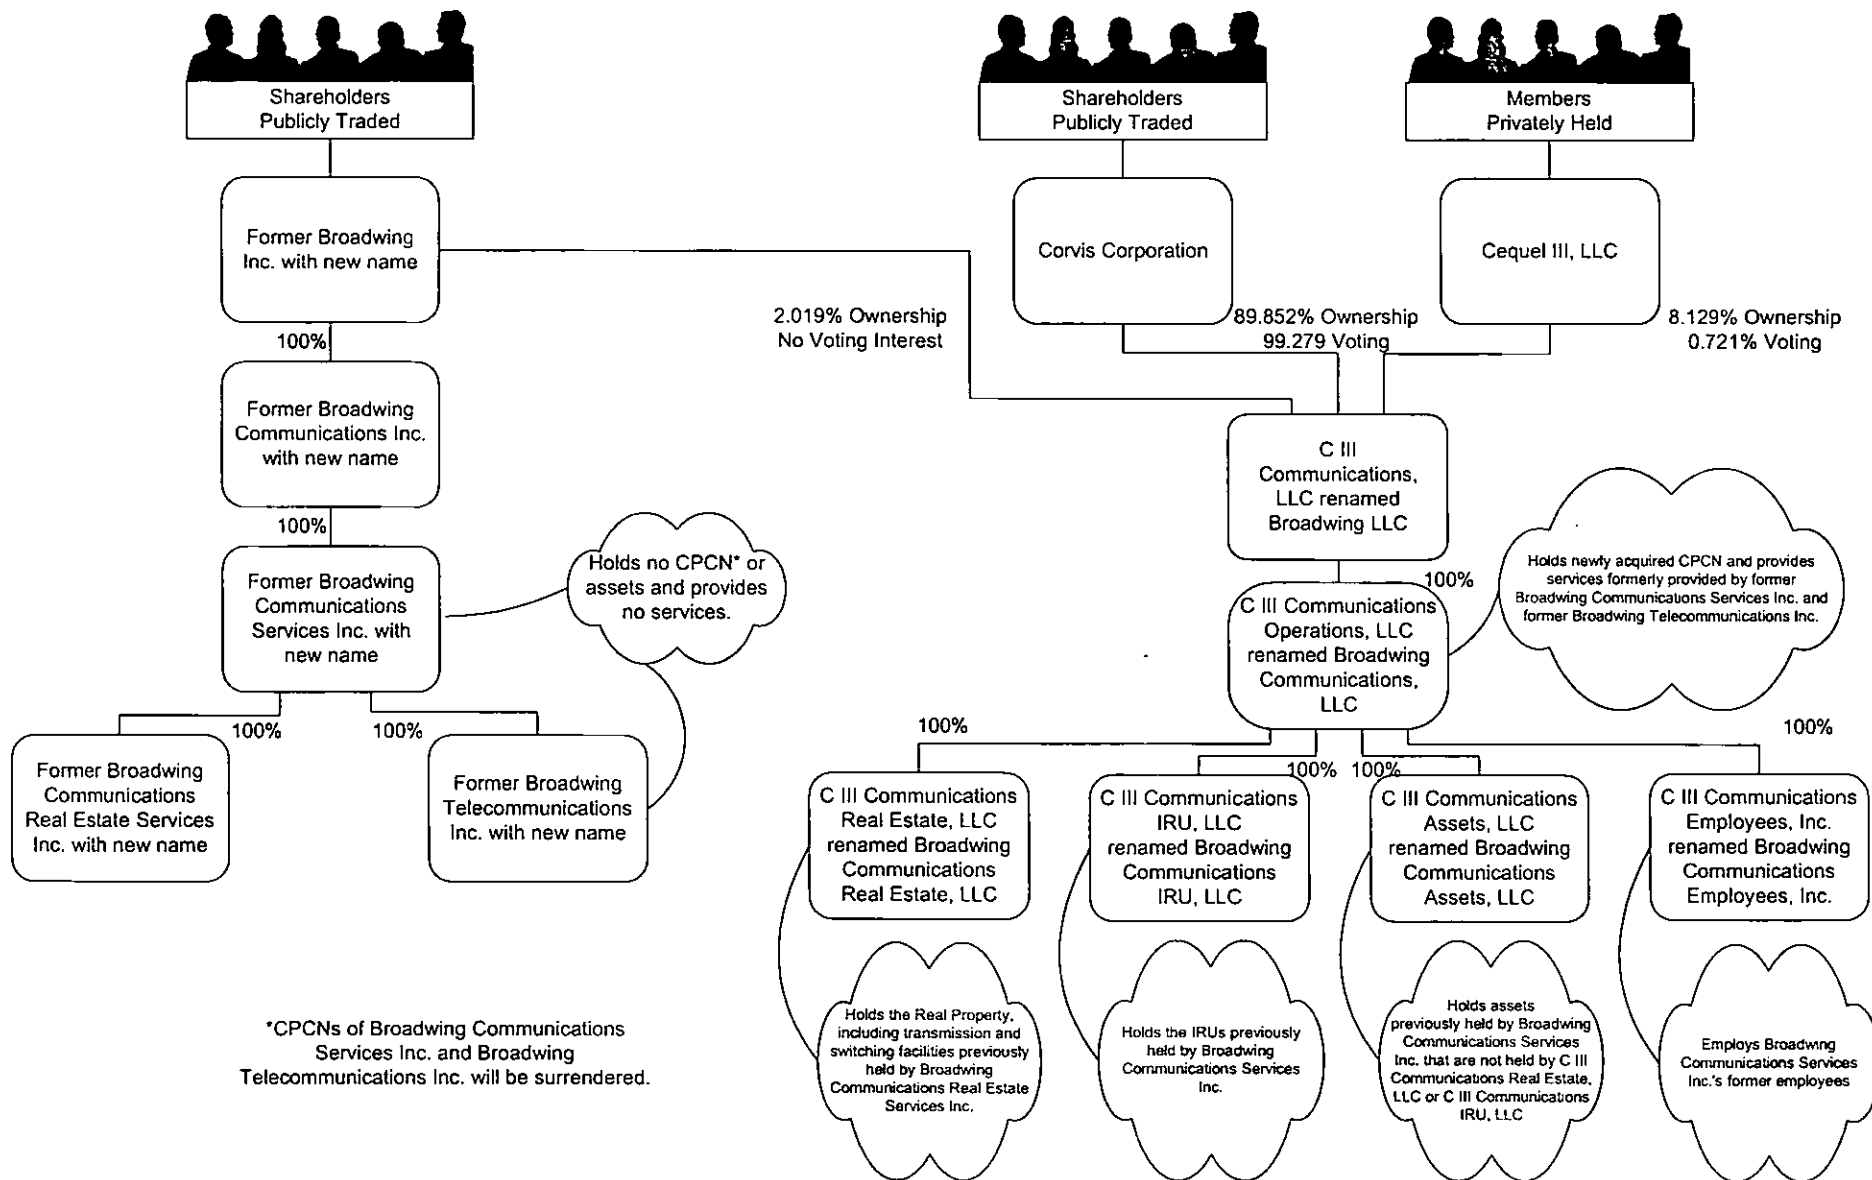 Shareholders
Publicly Traded
Shareholders
Publicly Traded
Members
Privately Held
Former Broadwing
Inc. with new name
Corvis Corporation
Cequel III, LLC
2.019% Ownership
No Voting Interest
89.852% Ownership
99.279 Voting
8.129% Ownership
0.721% Voting
100%
Former Broadwing
Communications Inc.
with new name
C III
Communications,
LLC renamed
Broadwing LLC
100%
Former Broadwing
Communications
Services Inc. with
new name
Holds no CPCN* or
assets and provides
no services.
100%
C III Communications
Operations, LLC
renamed Broadwing
Communications,
LLC
Holds newly acquired CPCN and provides
services formerly provided by former
Broadwing Communications Services Inc. and
former Broadwing Telecommunications Inc.
100%
100%
100%
100%
100%
100%
Former Broadwing
Communications
Real Estate Services
Inc. with new name
Former Broadwing
Telecommunications
Inc. with new name
C III Communications
Real Estate, LLC
renamed Broadwing
Communications
Real Estate, LLC
C III Communications
IRU, LLC
renamed Broadwing
Communications
IRU, LLC
C III Communications
Assets, LLC
renamed Broadwing
Communications
Assets, LLC
C III Communications
Employees, Inc.
renamed Broadwing
Communications
Employees, Inc.
*CPCNs of Broadwing Communications
Services Inc. and Broadwing
Telecommunications Inc. will be surrendered.
Holds the Real Property,
including transmission and
switching facilities previously
held by Broadwing
Communications Real Estate
Services Inc.
Holds the IRUs previously
held by Broadwing
Communications Services
Inc.
Holds assets
previously held by Broadwing
Communications Services
Inc. that are not held by C III
Communications Real Estate,
LLC or C III Communications
IRU, LLC
Employs Broadwing
Communications Services
Inc.'s former employees